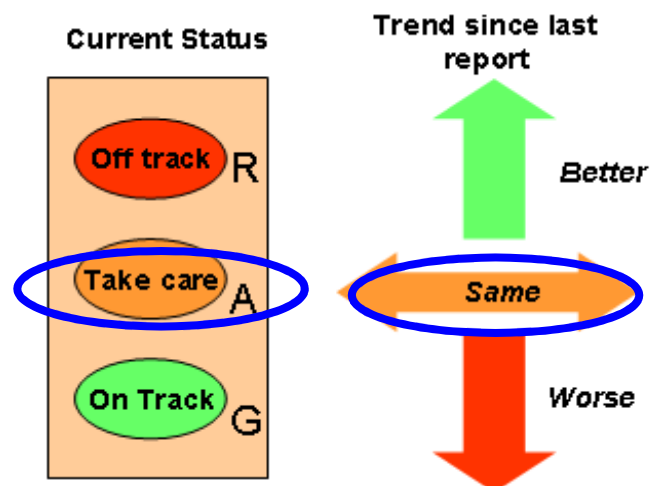 Current Status
Off track R
Take care A
On Track G
Trend since last
report
Better
Same
Worse